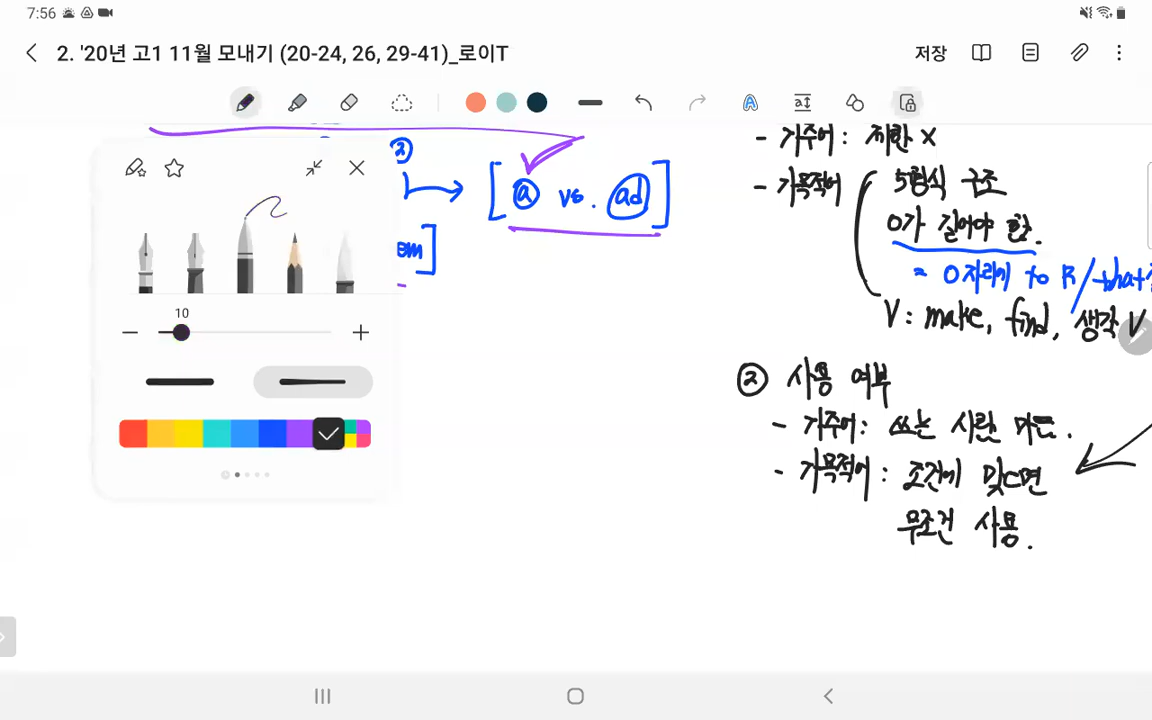 7:56
2. '20년 고1 11월 모내기 (20-24, 26, 29-41)_로이T
저장
②
[ⓐ vs. ad]
em]
10
- 가주어 : 제한 X
- 가목적어
5형식 구조
O가 길어야 함.
= O자리에 to R/that
V : make, find, 생각 V
② 사용 여부
- 가주어 : 쓰는 사람 마음.
- 가목적어 : 조건에 맞으면
무조건 사용.